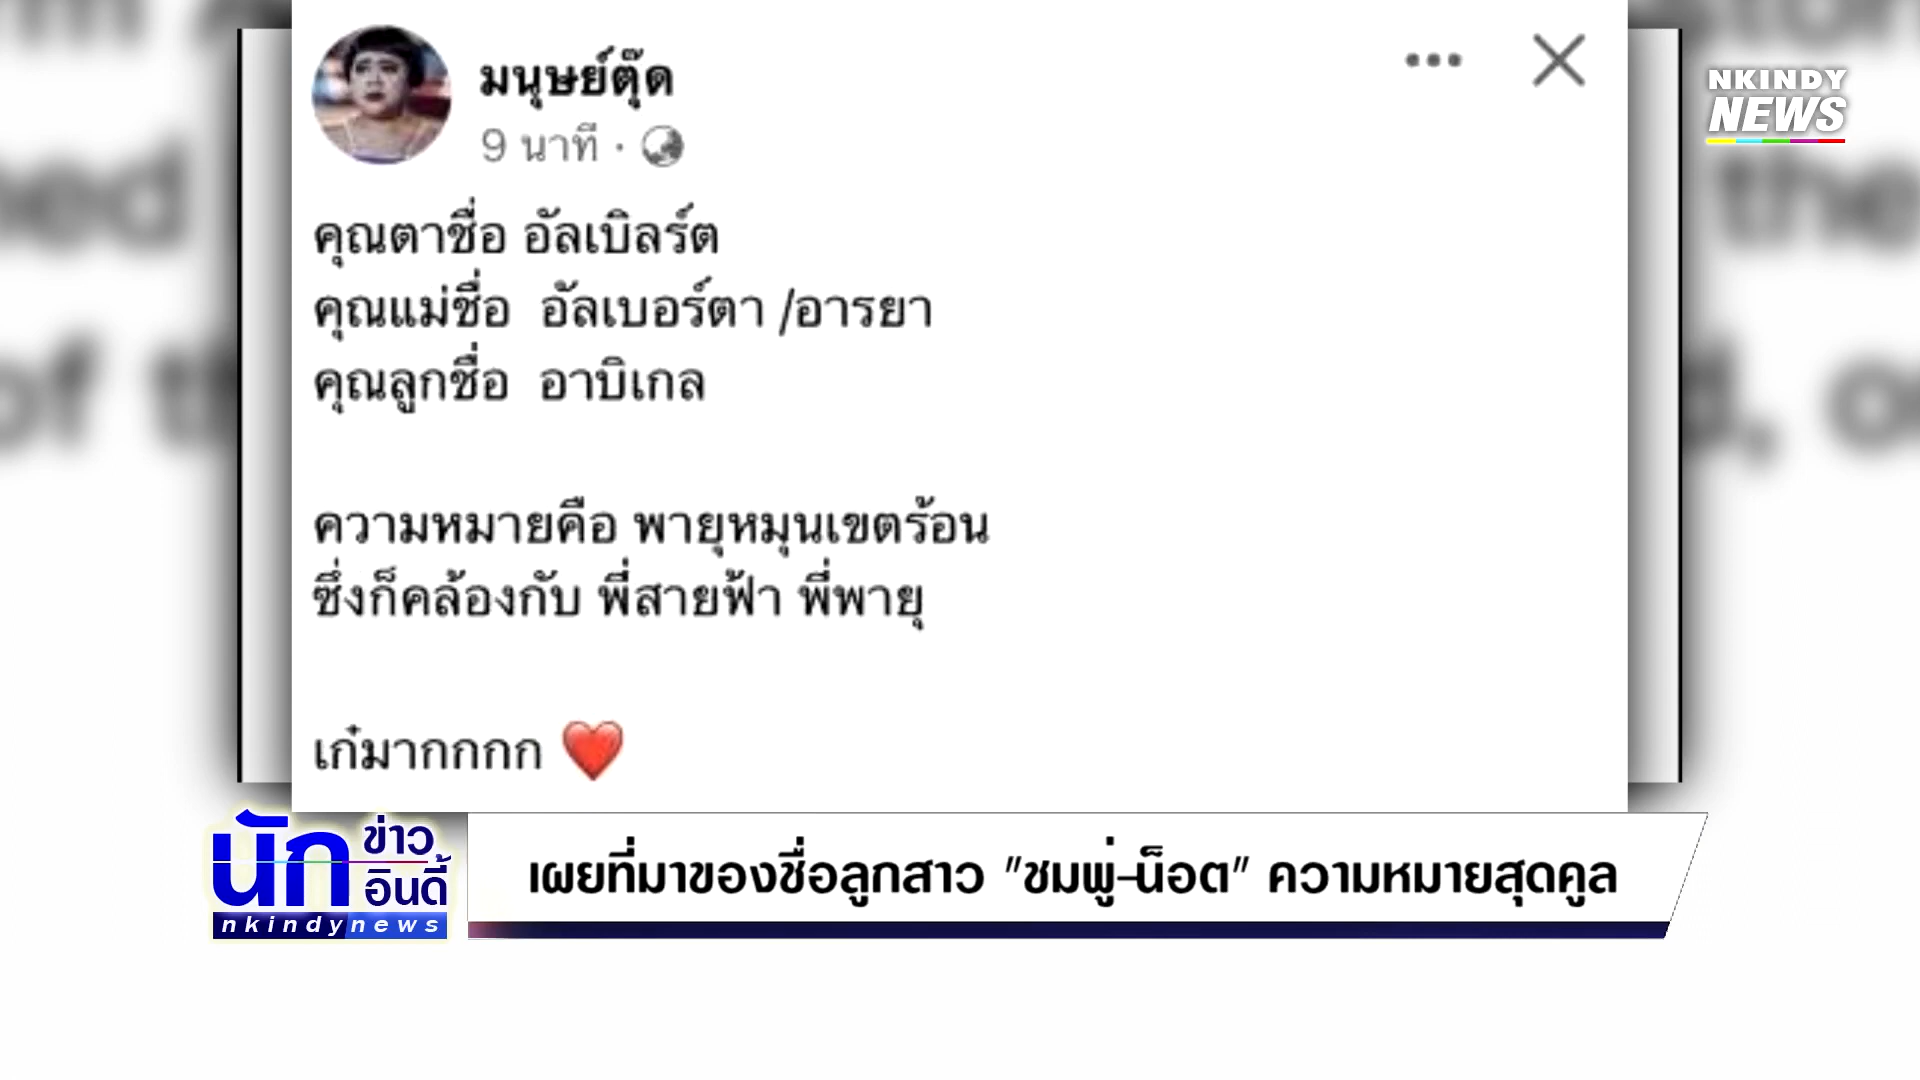 มนุษย์ตุ๊ด
9 นาที ·
คุณตาชื่อ อัลเบิลร์ต
คุณแม่ชื่อ  อัลเบอร์ตา /อารยา
คุณลูกชื่อ  อาบิเกล
ความหมายคือ พายุหมุนเขตร้อน
ซึ่งก็คล้องกับ พี่สายฟ้า พี่พายุ
เก๋มากกกก ❤️
NKINDY
NEWS
นักข่าวอินดี้
nkindynews
เผยที่มาของชื่อลูกสาว "ชมพู่-น็อต" ความหมายสุดคูล